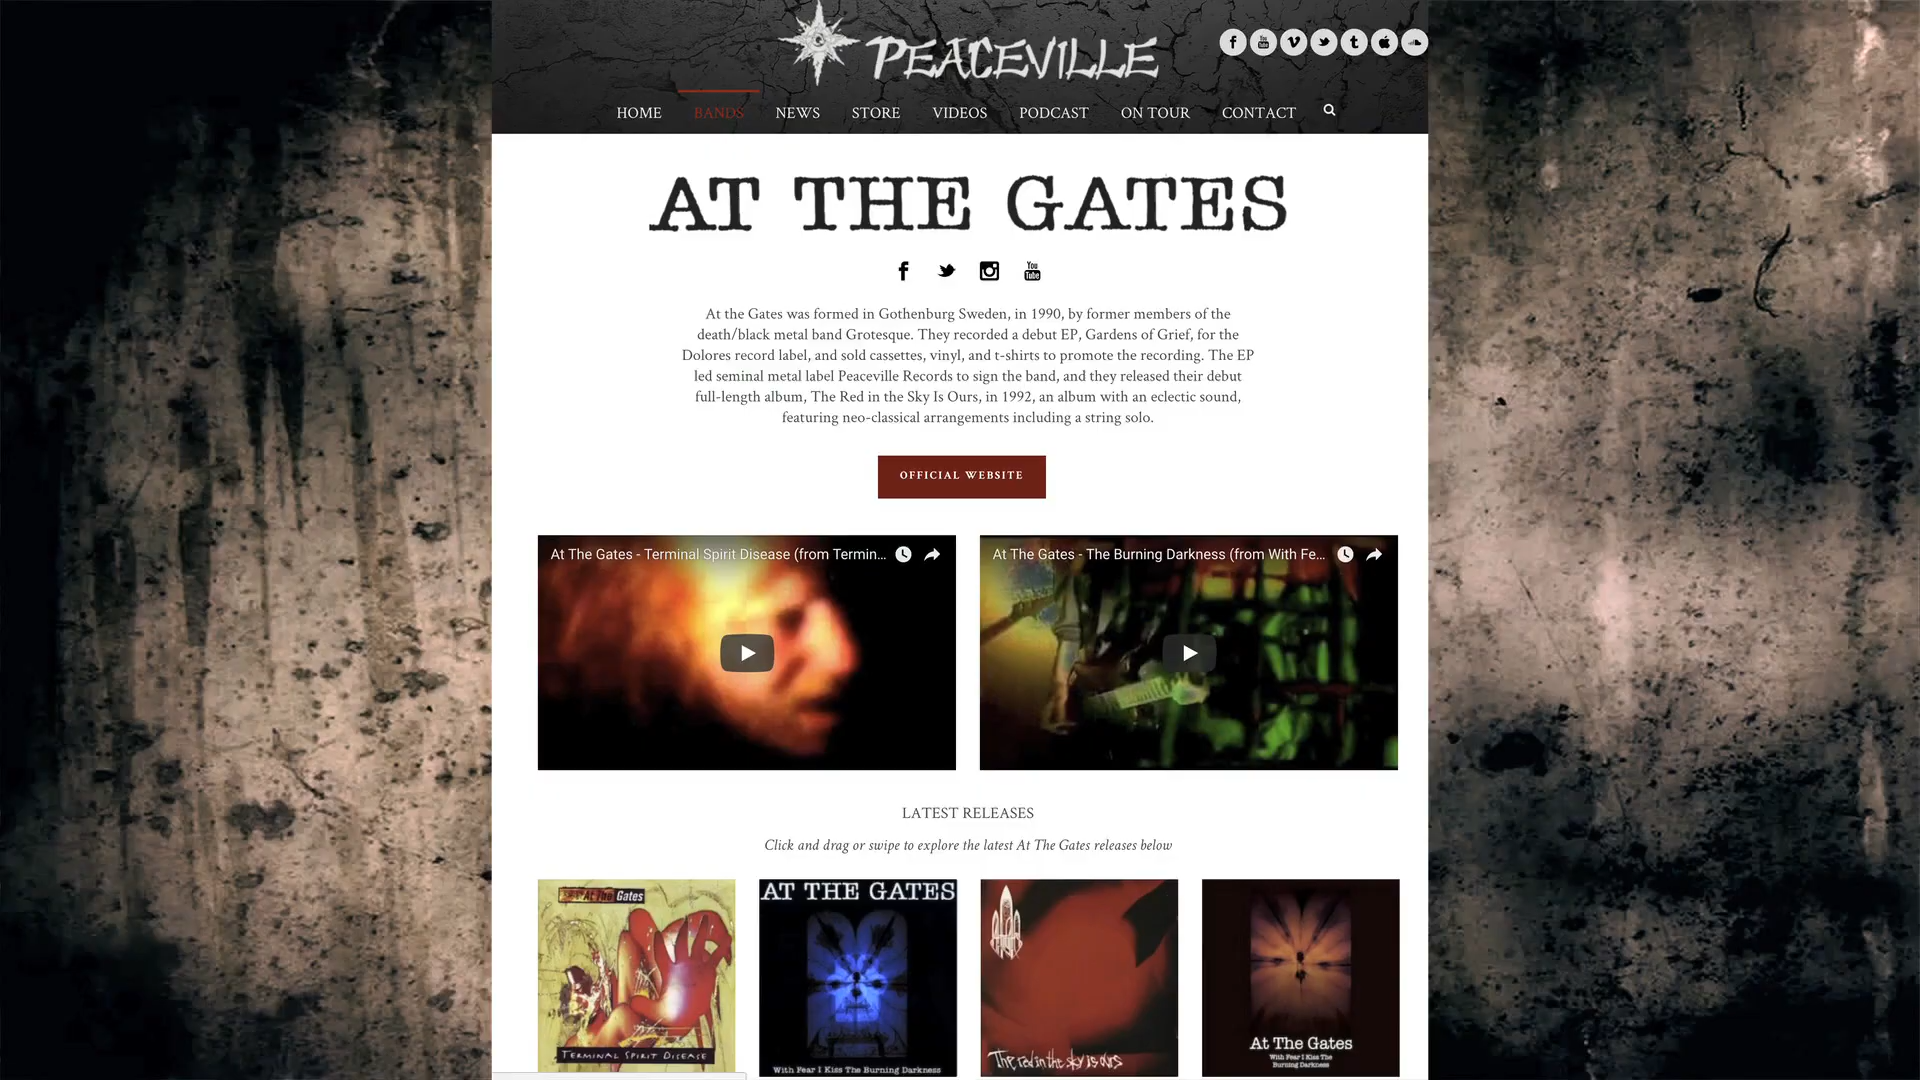 PEACEVILLE
HOME BANDS NEWS STORE VIDEOS PODCAST ON TOUR CONTACT
AT THE GATES
You Tube
At the Gates was formed in Gothenburg Sweden, in 1990, by former members of the
death/black metal band Grotesque. They recorded a debut EP, Gardens of Grief, for the
Dolores record label, and sold cassettes, vinyl, and t-shirts to promote the recording. The EP
led seminal metal label Peaceville Records to sign the band, and they released their debut
full-length album, The Red in the Sky Is Ours, in 1992, an album with an eclectic sound,
featuring neo-classical arrangements including a string solo.
OFFICIAL WEBSITE
At The Gates - Terminal Spirit Disease (from Termin...
At The Gates - The Burning Darkness (from With Fe...
LATEST RELEASES
Click and drag or swipe to explore the latest At The Gates releases below
At The Gates
TERMINAL SPIRIT DISEASE
AT THE GATES
With Fear I Kiss The Burning Darkness
The red in the sky is ours
At The Gates
With Fear I Kiss The
Burning Darkness